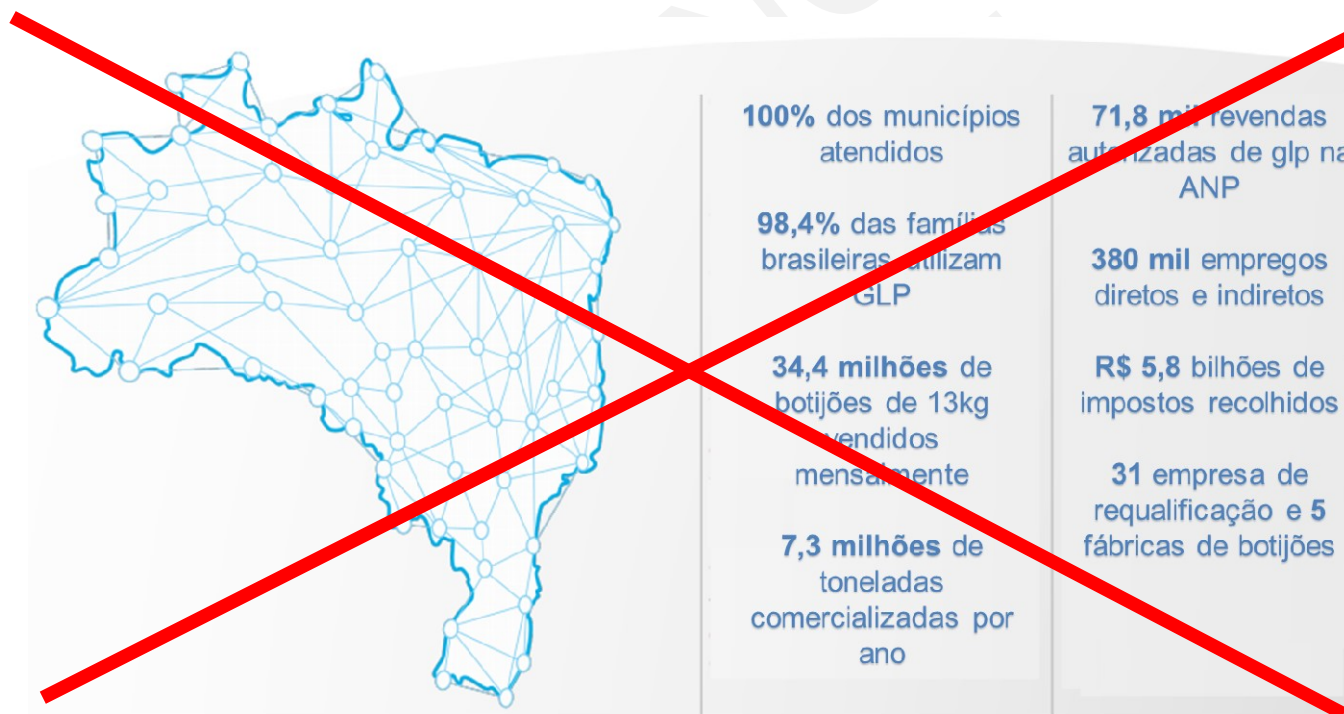 100% dos municípios
atendidos
98,4% das famílias
brasileiras utilizam
GLP
34,4 milhões de
botijões de 13kg
vendidos
mensalmente
7,3 milhões de
toneladas
comercializadas por
ano
71,8 mil revendas
autorizadas de glp na
ANP
380 mil empregos
diretos e indiretos
R$ 5,8 bilhões de
impostos recolhidos
31 empresa de
requalificação e 5
fábricas de botijões